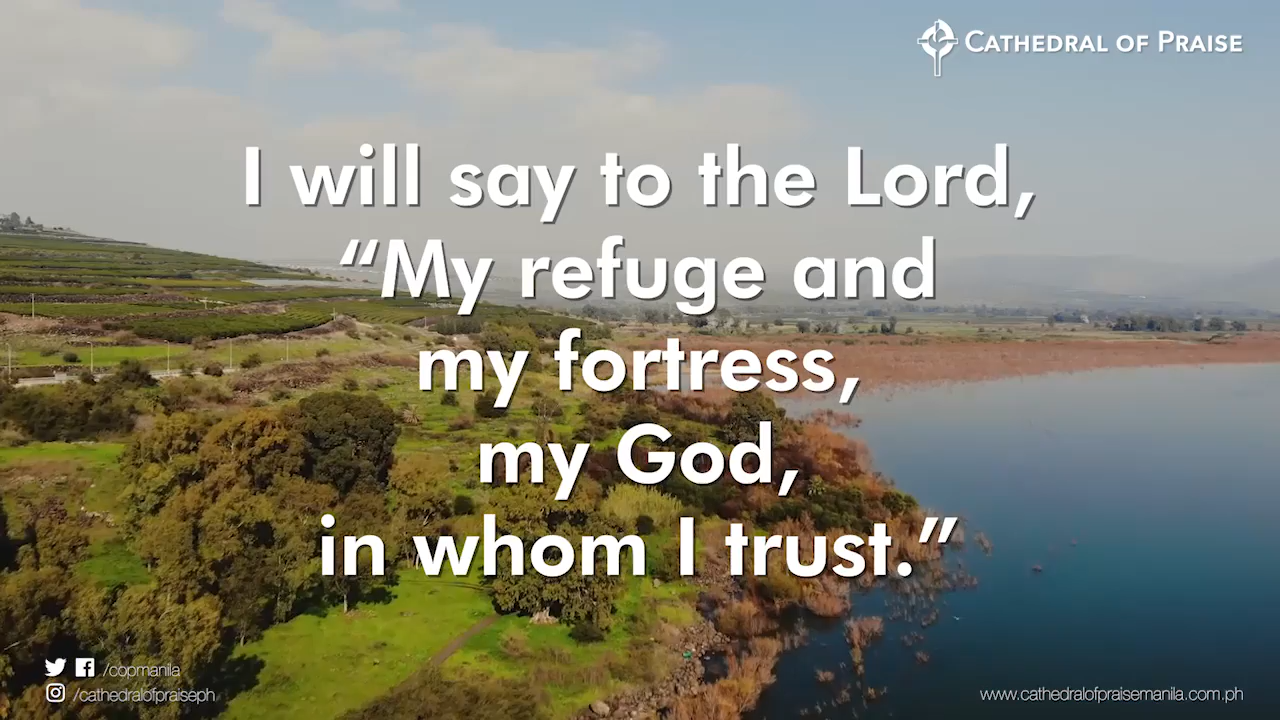 CATHEDRAL OF PRAISE
I will say to the Lord,
“My refuge and
my fortress,
my God,
in whom I trust.”
/copmanila
/cathedralofpraiseph
www.cathedralofpraisemanila.com.ph